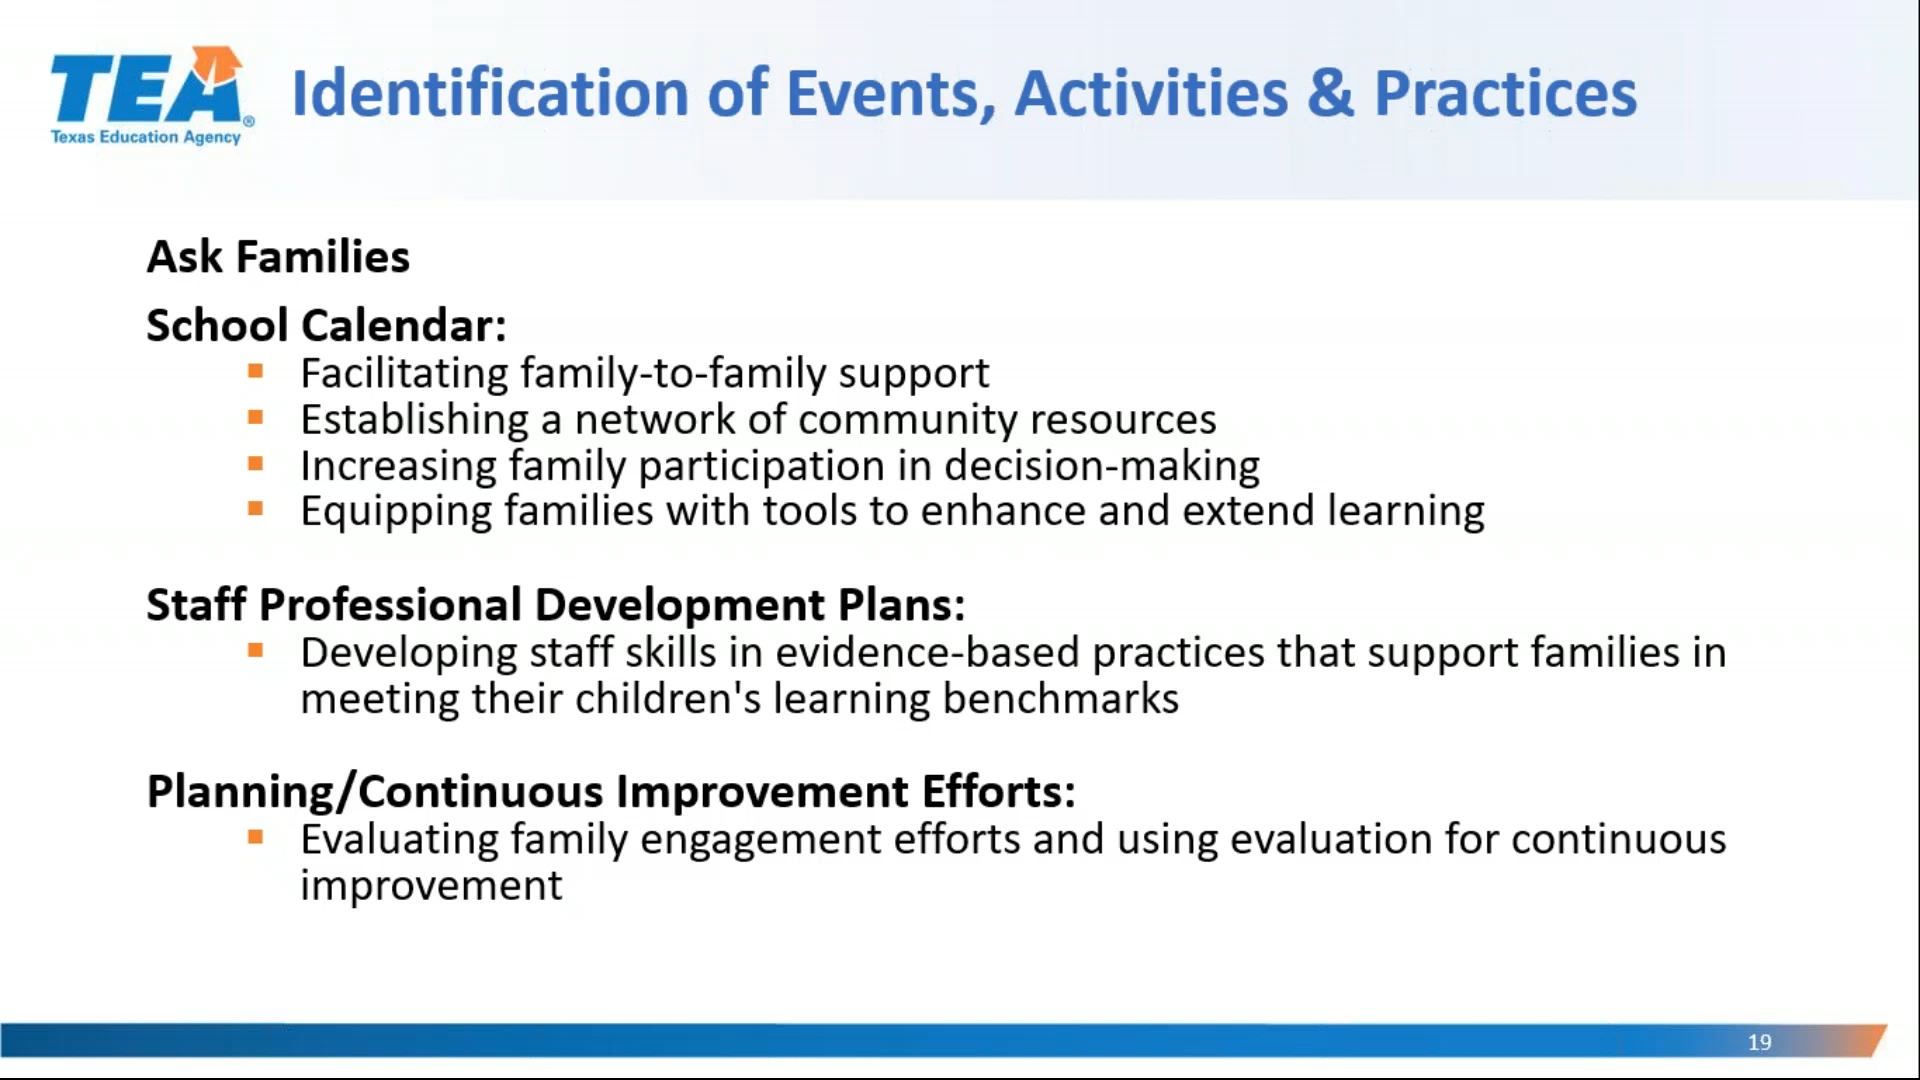 TEA®
Texas Education Agency
Identification of Events, Activities & Practices
Ask Families
School Calendar:
▪ Facilitating family-to-family support
▪ Establishing a network of community resources
▪ Increasing family participation in decision-making
▪ Equipping families with tools to enhance and extend learning
Staff Professional Development Plans:
▪ Developing staff skills in evidence-based practices that support families in
meeting their children's learning benchmarks
Planning/Continuous Improvement Efforts:
▪ Evaluating family engagement efforts and using evaluation for continuous
improvement
19